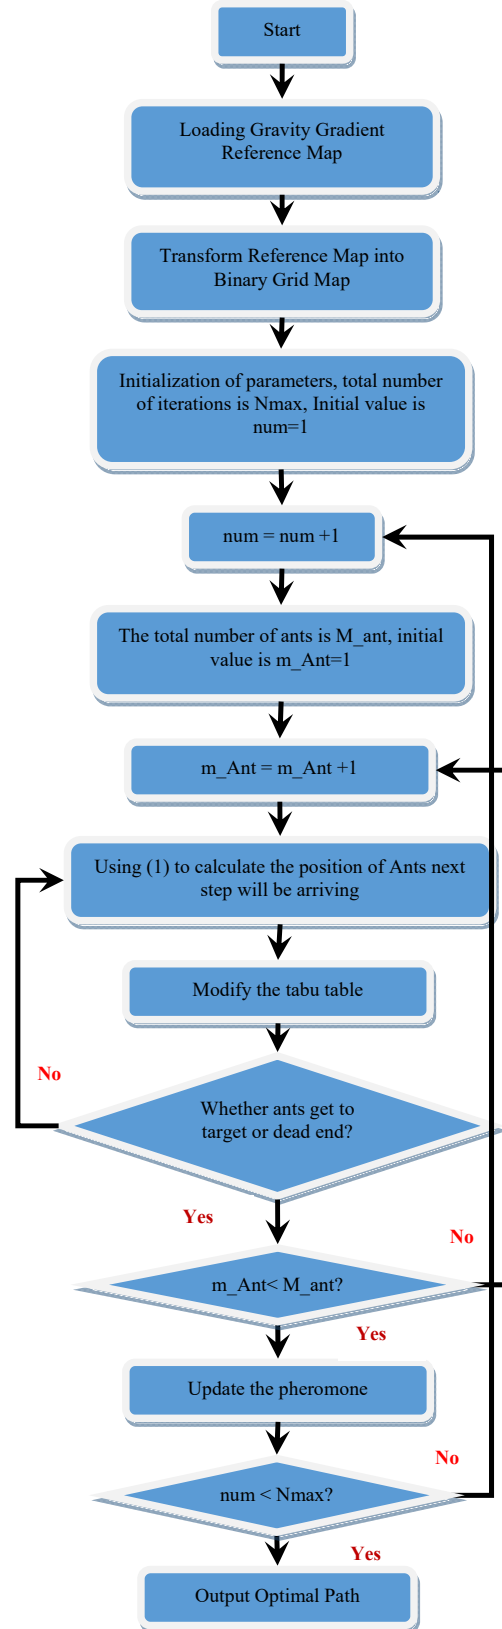 Start
Loading Gravity Gradient
Reference Map
Transform Reference Map into
Binary Grid Map
Initialization of parameters, total number
of iterations is Nmax, Initial value is
num=1
num = num +1
The total number of ants is M_ant, initial
value is m_Ant=1
m_Ant = m_Ant +1
Using (1) to calculate the position of Ants next
step will be arriving
Modify the tabu table
No
Whether ants get to
target or dead end?
Yes
No
m_Ant< M_ant?
Yes
Update the pheromone
No
num < Nmax?
Yes
Output Optimal Path